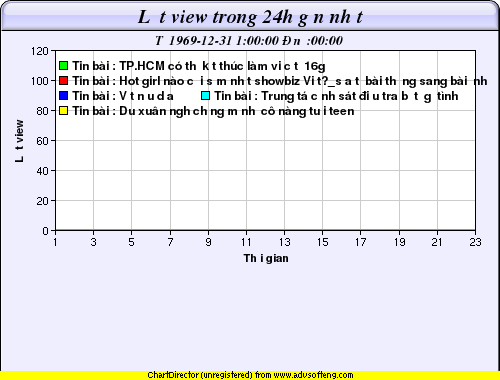 L t view trong 24h g n nh t
T 1969-12-31 1:00:00 Đ n :00:00
120
Tin bài : TP.HCM có th k t thúc làm vi c t 16g
Tin bài : Hot girl nào c i s m nh t showbiz Vi t?_s a t bài th ng sang bài nh
100
Tin bài : V t n u d a Tin bài : Trung tá c nh sát đi u tra b t g tình
Tin bài : Du xuân ngh ch ng m nh cô nàng tu i teen
80
60
40
20
0
L t view
1 3 5 7 9 11 13 15 17 19 21 23
Th i gian
ChartDirector (unregistered) from www.advsofteng.com